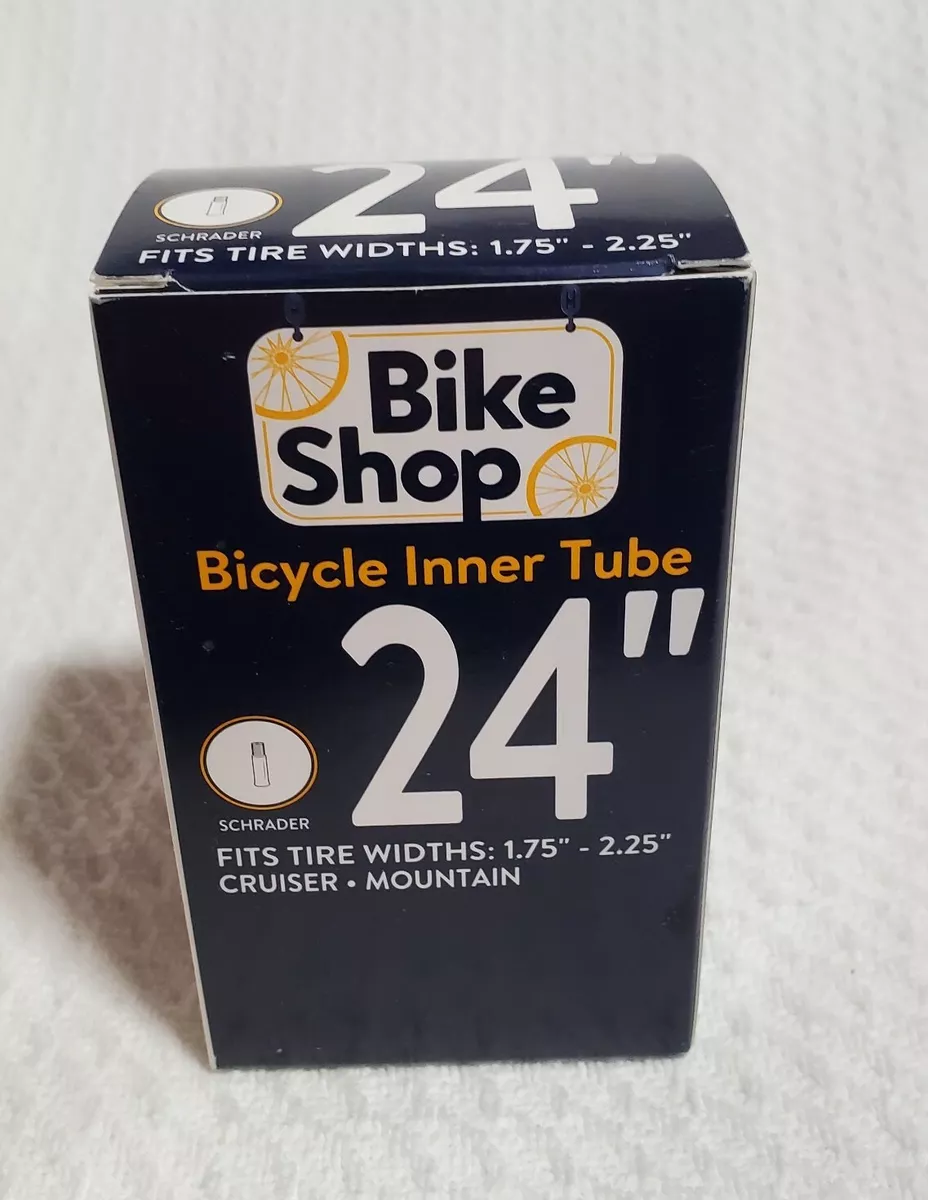 24"
SCHRADER
FITS TIRE WIDTHS: 1.75" - 2.25"
Bike
Shop
Bicycle Inner Tube
24"
SCHRADER
FITS TIRE WIDTHS: 1.75" - 2.25"
CRUISER • MOUNTAIN